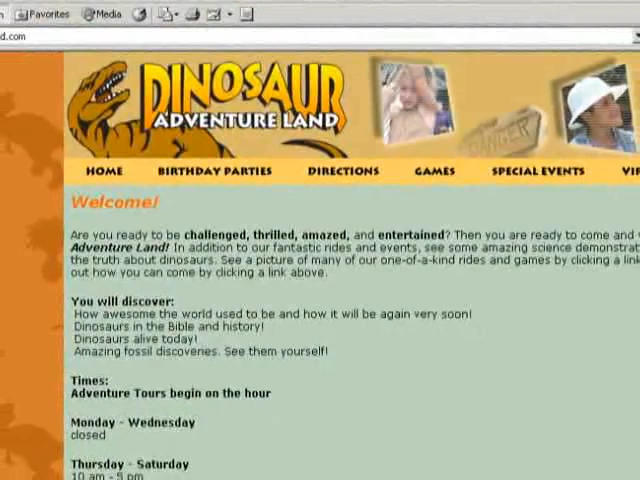 Favorites Media
d.com
DINOSAUR
ADVENTURE LAND
DANGER
HOME BIRTHDAY PARTIES DIRECTIONS GAMES SPECIAL EVENTS
Welcome!
Are you ready to be challenged, thrilled, amazed, and entertained? Then you are ready to come and
Adventure Land! In addition to our fantastic rides and events, see some amazing science
the truth about dinosaurs. See a picture of many of our one-of-a-kind rides and games by clicking a
out how you can come by clicking a link above.
You will discover:
How awesome the world used to be and how it will be again very soon!
Dinosaurs in the Bible and history!
Dinosaurs alive today!
Amazing fossil discoveries. See them yourself!
Times:
Adventure Tours begin on the hour
Monday - Wednesday
closed
Thursday - Saturday
10 am - 5 pm